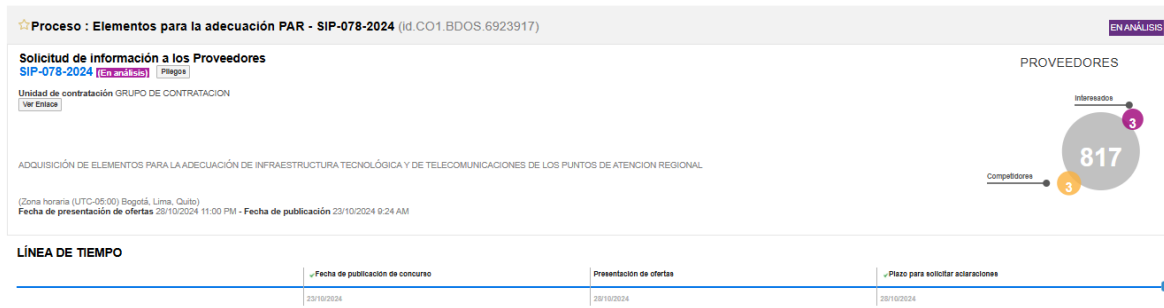 Proceso : Elementos para la adecuación PAR - SIP-078-2024 (id.CO1.BDOS.6923917)
EN ANÁLISIS
Solicitud de información a los Proveedores
SIP-078-2024 (En análisis) Pliegos
Unidad de contratación GRUPO DE CONTRATACION
Ver Enlace
PROVEEDORES
Interesados
3
817
Competidores
3
ADQUISICIÓN DE ELEMENTOS PARA LA ADECUACIÓN DE INFRAESTRUCTURA TECNOLÓGICA Y DE TELECOMUNICACIONES DE LOS PUNTOS DE ATENCION REGIONAL
(Zona horaria (UTC-05:00) Bogotá, Lima, Quito)
Fecha de presentación de ofertas 28/10/2024 11:00 PM - Fecha de publicación 23/10/2024 9:24 AM
LÍNEA DE TIEMPO
Fecha de publicación de concurso
Presentación de ofertas
Plazo para solicitar aclaraciones
23/10/2024
28/10/2024
28/10/2024